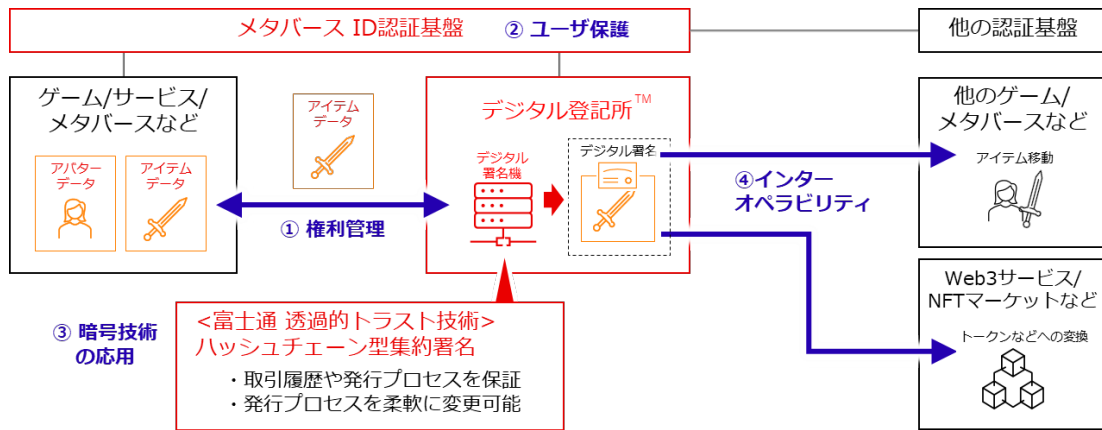 メタバース ID認証基盤 ② ユーザ保護
他の認証基盤
ゲーム/サービス/
メタバースなど
アバター
データ
アイテム
データ
アイテム
データ
① 権利管理
デジタル登記所™
デジタル
署名機
デジタル署名
④インター
オペラビリティ
他のゲーム/
メタバースなど
アイテム移動
Web3サービス/
NFTマーケットなど
トークンなどへの変換
③ 暗号技術
の応用
<富士通 透過的トラスト技術>
ハッシュチェーン型集約署名
・取引履歴や発行プロセスを保証
・発行プロセスを柔軟に変更可能